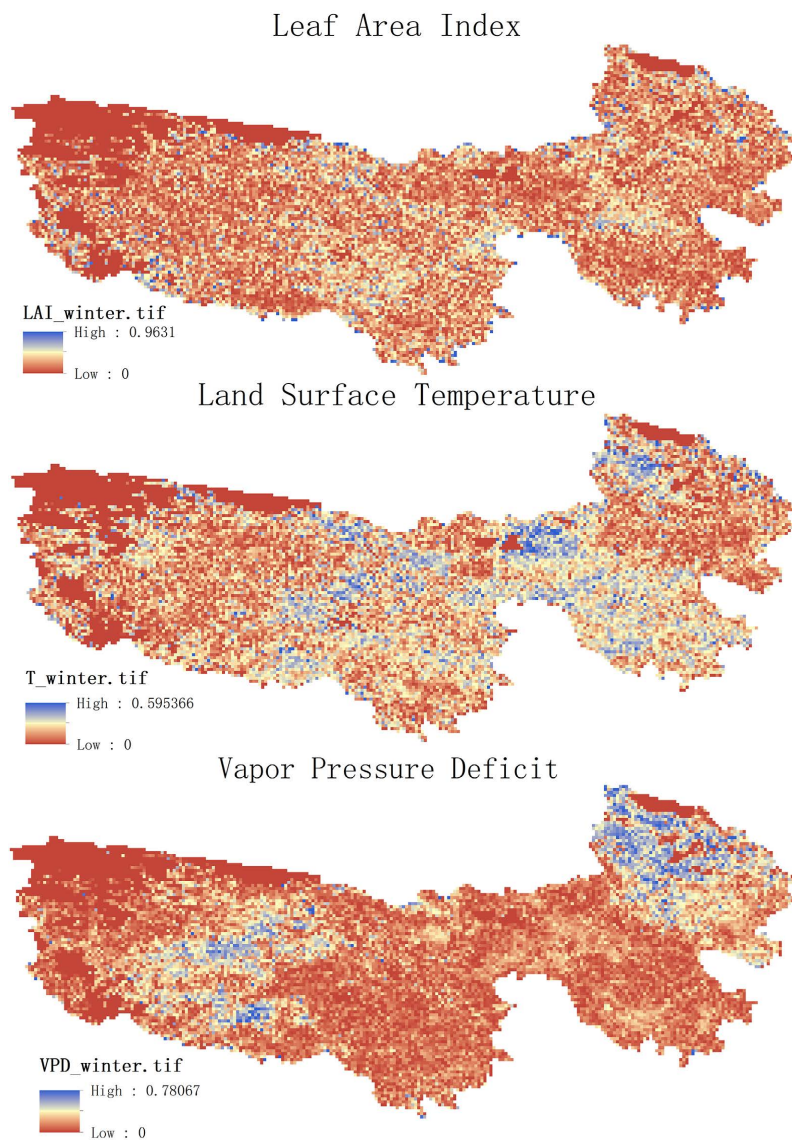 Leaf Area Index
LAI_winter.tif
High : 0.9631
Low : 0
Land Surface Temperature
T_winter.tif
High : 0.595366
Low : 0
Vapor Pressure Deficit
VPD_winter.tif
High : 0.78067
Low : 0